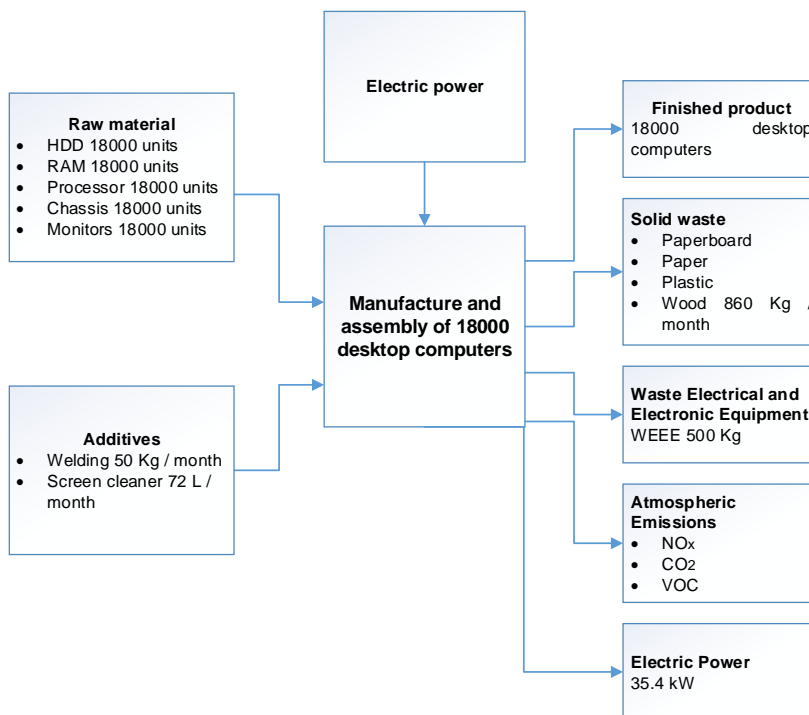 Electric power
Raw material
• HDD 18000 units
• RAM 18000 units
• Processor 18000 units
• Chassis 18000 units
• Monitors 18000 units
Additives
• Welding 50 Kg / month
• Screen cleaner 72 L /
month
Manufacture and
assembly of 18000
desktop computers
Finished product
18000 desktop
computers
Solid waste
• Paperboard
• Paper
• Plastic
• Wood 860 Kg /
month
Waste Electrical and
Electronic Equipment
WEEE 500 Kg
Atmospheric
Emissions
• NOx
• CO2
• VOC
Electric Power
35.4 kW